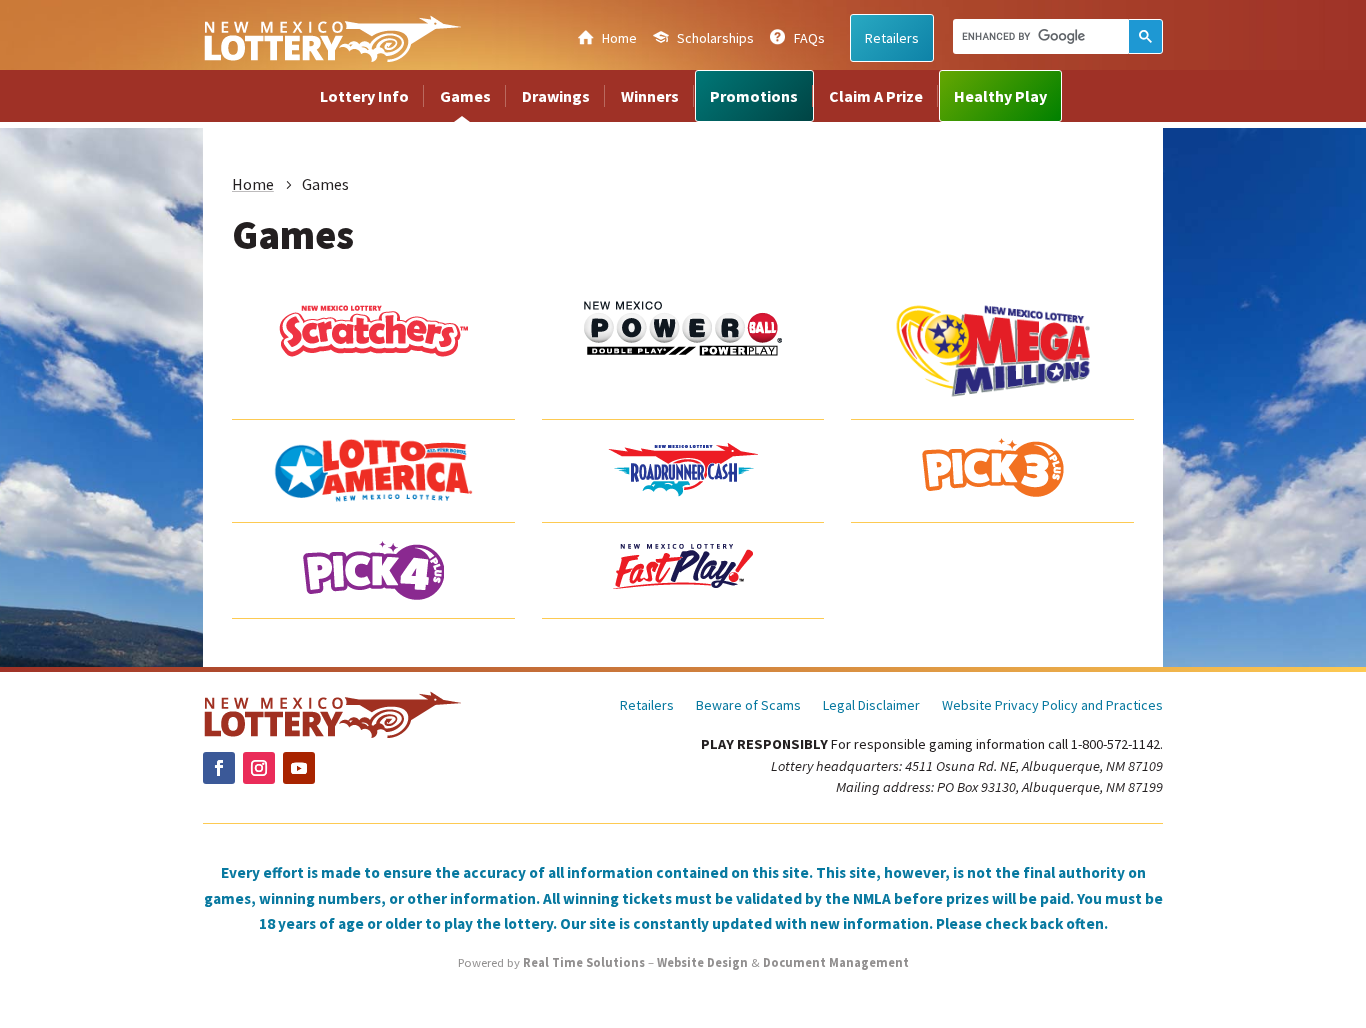 NEW MEXICO
LOTTERY
Home
Scholarships
FAQs
Retailers
ENHANCED BY Google
Lottery Info
Games
Drawings
Winners
Promotions
Claim A Prize
Healthy Play
Home > Games
Games
NEW MEXICO LOTTERY
Scratchers™
NEW MEXICO
POWERBALL®
DOUBLE PLAY® POWERPLAY®
NEW MEXICO LOTTERY
MEGA
MILLIONS
LOTTO
ALL STAR BONUS
AMERICA
NEW MEXICO LOTTERY
NEW MEXICO LOTTERY
ROADRUNNER CASH
PICK 3 PLUS
PICK 4 PLUS
NEW MEXICO LOTTERY
Fast Play!™
NEW MEXICO
LOTTERY
Retailers
Beware of Scams
Legal Disclaimer
Website Privacy Policy and Practices
PLAY RESPONSIBLY For responsible gaming information call 1-800-572-1142.
Lottery headquarters: 4511 Osuna Rd. NE, Albuquerque, NM 87109
Mailing address: PO Box 93130, Albuquerque, NM 87199
Every effort is made to ensure the accuracy of all information contained on this site. This site, however, is not the final authority on
games, winning numbers, or other information. All winning tickets must be validated by the NMLA before prizes will be paid. You must be
18 years of age or older to play the lottery. Our site is constantly updated with new information. Please check back often.
Powered by Real Time Solutions – Website Design & Document Management